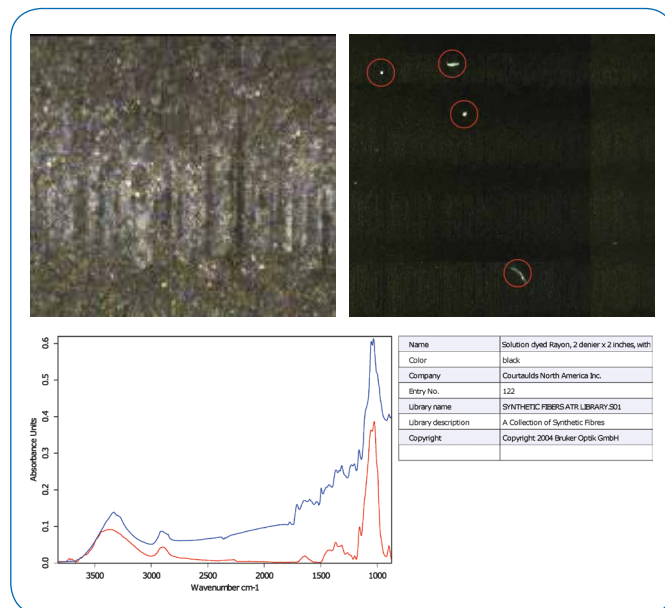 0.6
0.5
0.4
0.3
0.2
0.1
0.0
Absorbance Units
3500 3000 2500 2000 1500 1000
Wavenumber cm-1
Name Solution dyed Rayon, 2 denier x 2 inches, with
Color black
Company Courtaulds North America Inc.
Entry No. 122
Library name SYNTHETIC FIBERS ATR LIBRARY.S01
Library description A Collection of Synthetic Fibres
Copyright Copyright 2004 Bruker Optik GmbH